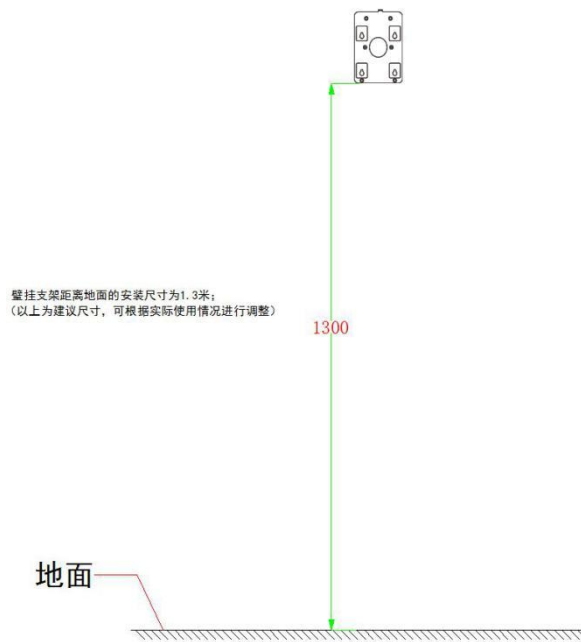 壁挂支架距离地面的安装尺寸为1.3米；
（以上为建议尺寸，可根据实际使用情况进行调整）
1300
地面